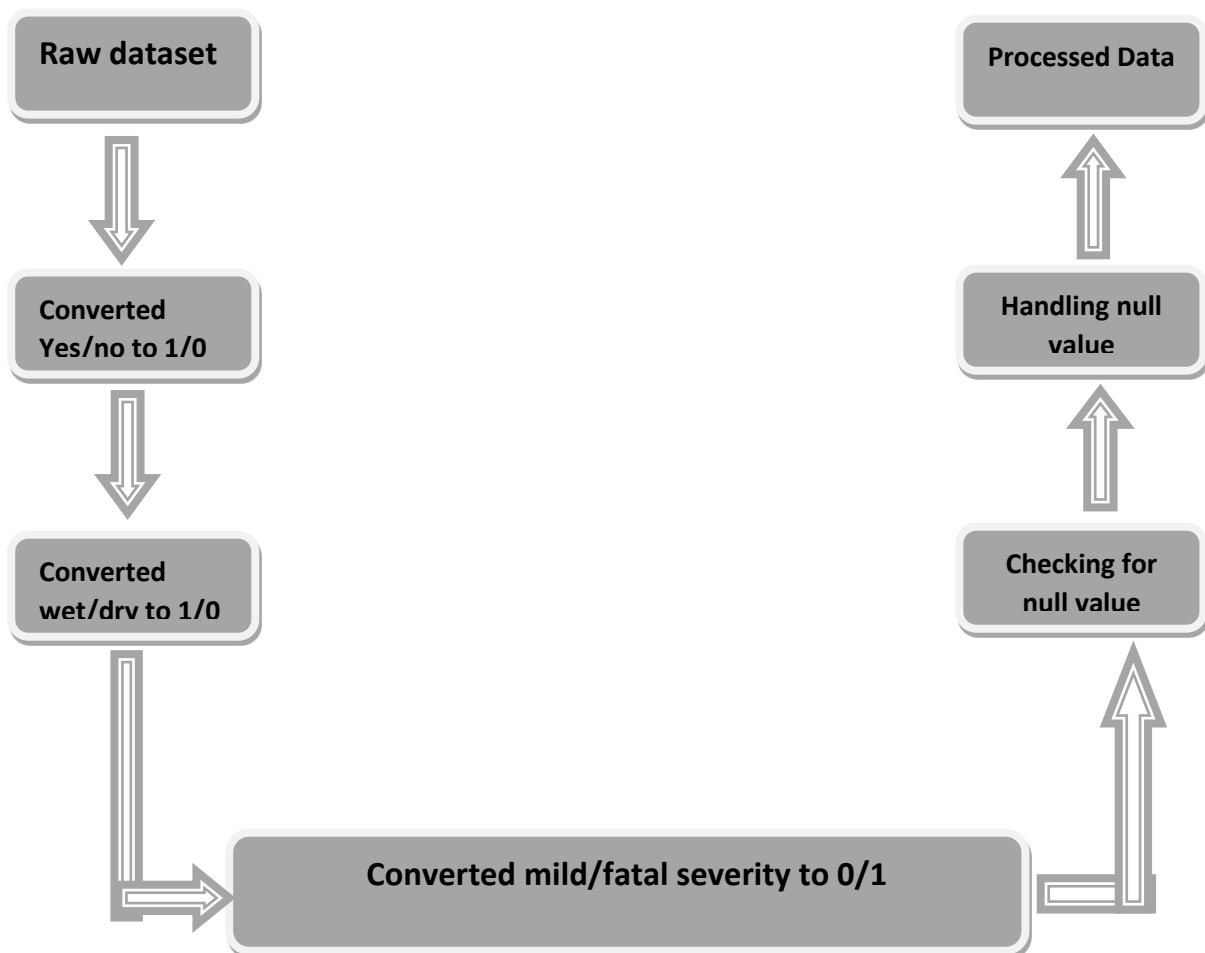 Raw dataset
Converted
Yes/no to 1/0
Converted
wet/dry to 1/0
Converted mild/fatal severity to 0/1
Checking for
null value
Handling null
value
Processed Data